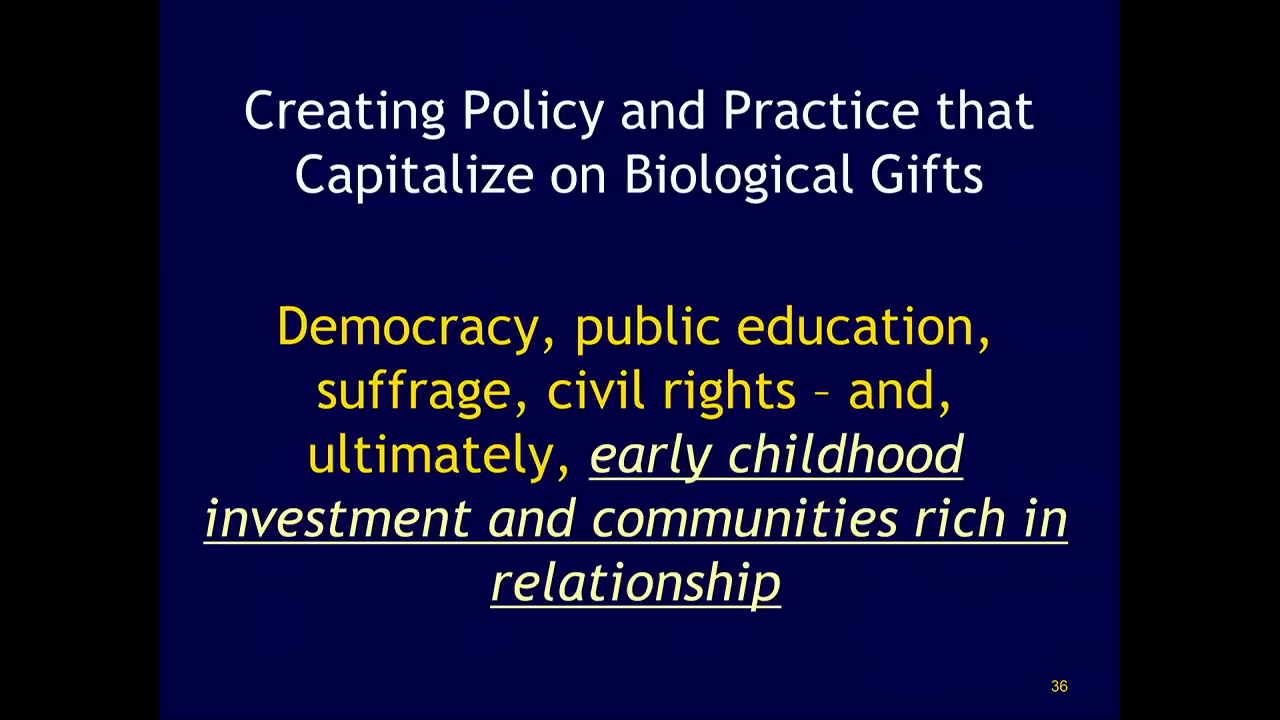 Creating Policy and Practice that
Capitalize on Biological Gifts
Democracy, public education,
suffrage, civil rights – and,
ultimately, early childhood
investment and communities rich in
relationship
36